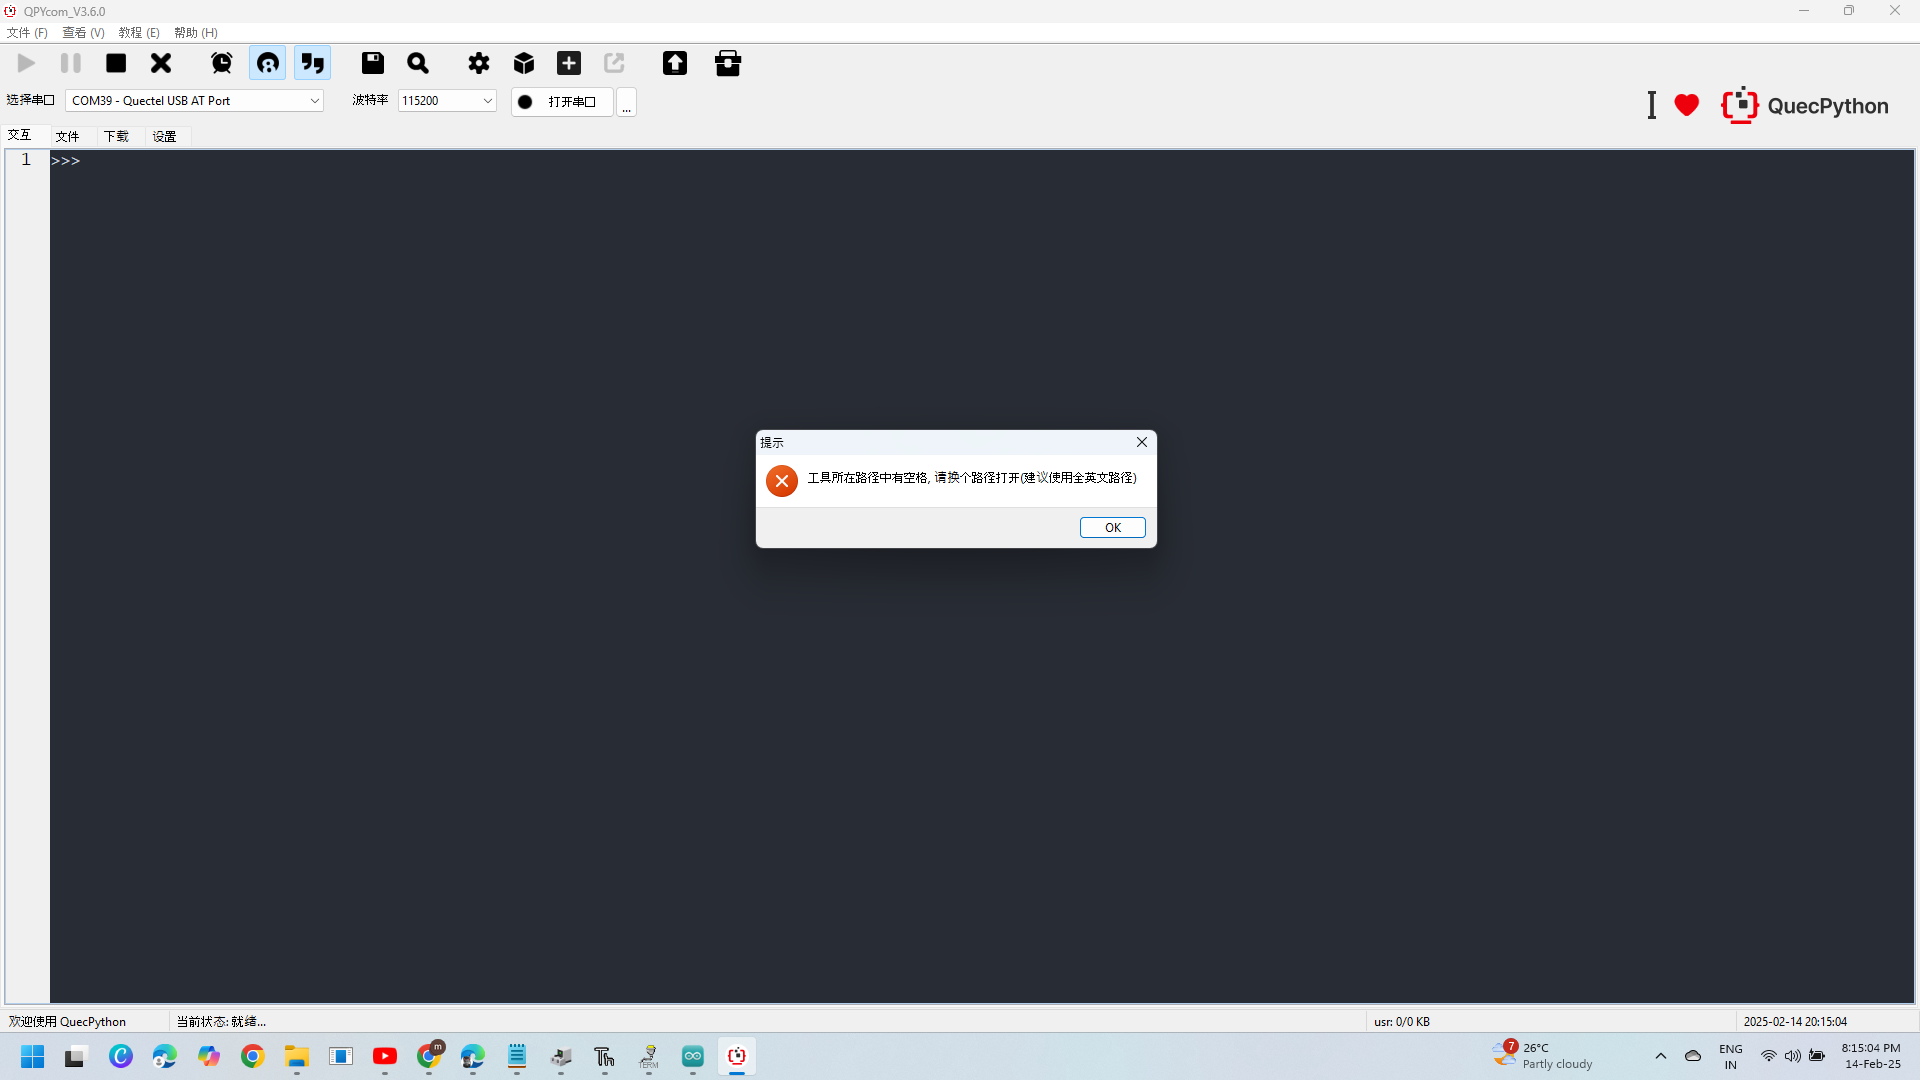 QPYcom_V3.6.0
文件 (F) 查看 (V) 教程 (E) 帮助 (H)
选择串口 COM39 - Quectel USB AT Port 波特率 115200 打开串口 ...
QuecPython
交互 文件 下载 设置
1 >>>
提示
工具所在路径中有空格, 请换个路径打开(建议使用全英文路径)
OK
欢迎使用 QuecPython 当前状态: 就绪... usr: 0/0 KB 2025-02-14 20:15:04
m
Th
TERM
7
26°C
Partly cloudy
ENG
IN
8:15:04 PM
14-Feb-25